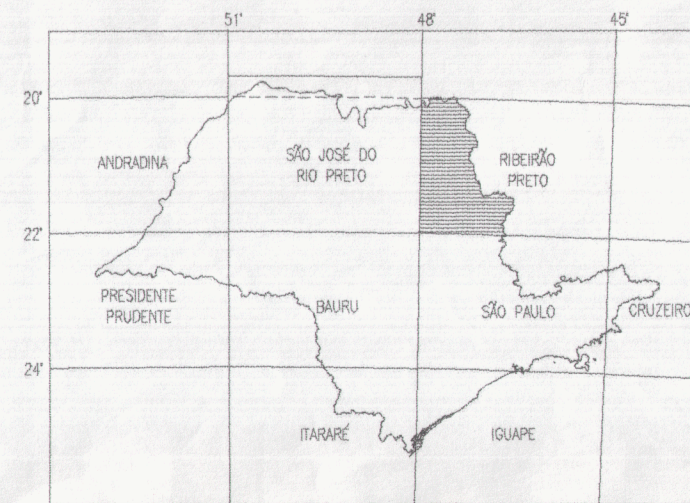 51'
48'
45'
20'
ANDRADINA
SÃO JOSÉ DO
RIO PRETO
RIBEIRÃO
PRETO
22'
PRESIDENTE
PRUDENTE
BAURU
SÃO PAULO
CRUZEIRO
24'
ITARARÉ
IGUAPE